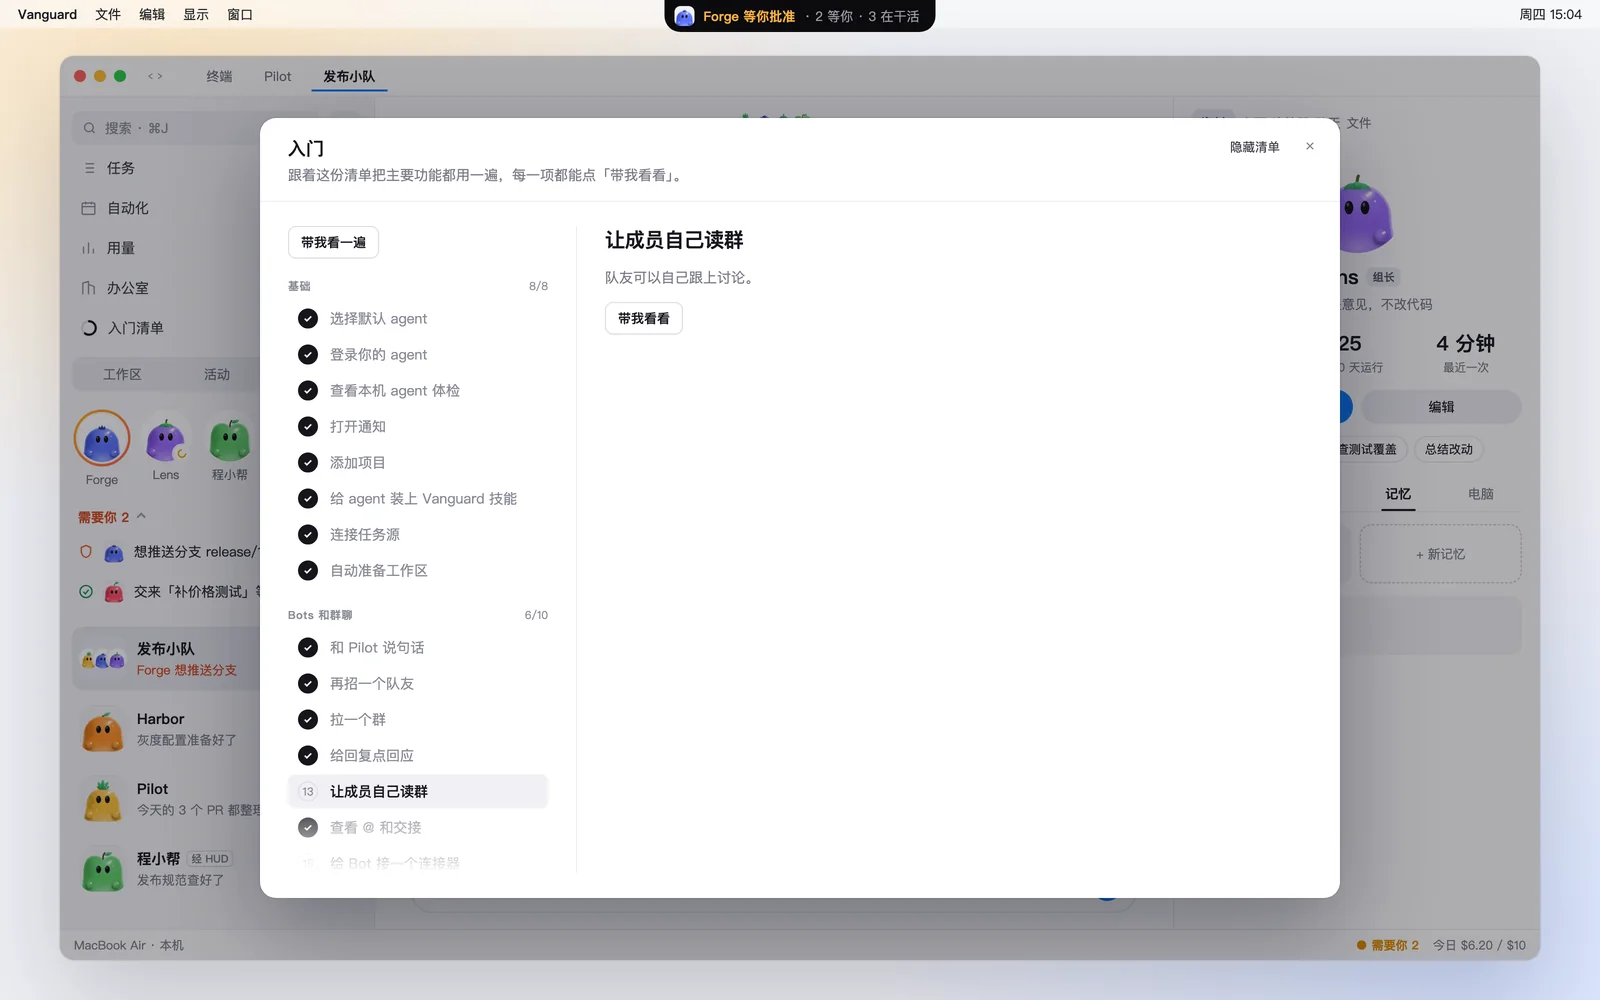 Vanguard 文件 编辑 显示 窗口
Forge 等你批准 · 2 等你 · 3 在干活
周四 15:04
终端 Pilot 发布小队
搜索 · ⌘J
任务
自动化
用量
办公室
入门清单
工作区 活动
Forge Lens 程小帮
需要你 2
想推送分支 release/
交来「补价格测试」
发布小队
Forge 想推送分支
Harbor
灰度配置准备好了
Pilot
今天的 3 个 PR 都整理
程小帮 经 HUD
发布规范查好了
MacBook Air · 本机
入门
跟着这份清单把主要功能都用一遍，每一项都能点「带我看看」。
隐藏清单 ×
带我看一遍
基础 8/8
选择默认 agent
登录你的 agent
查看本机 agent 体检
打开通知
添加项目
给 agent 装上 Vanguard 技能
连接任务源
自动准备工作区
Bots 和群聊 6/10
和 Pilot 说句话
再招一个队友
拉一个群
给回复点回应
13 让成员自己读群
查看 @ 和交接
15 给 Bot 接一个连接器
让成员自己读群
队友可以自己跟上讨论。
带我看看
文件
ns 组长
意见，不改代码
25 4 分钟
天运行 最近一次
编辑
查测试覆盖 总结改动
记忆 电脑
+ 新记忆
需要你 2 今日 $6.20 / $10